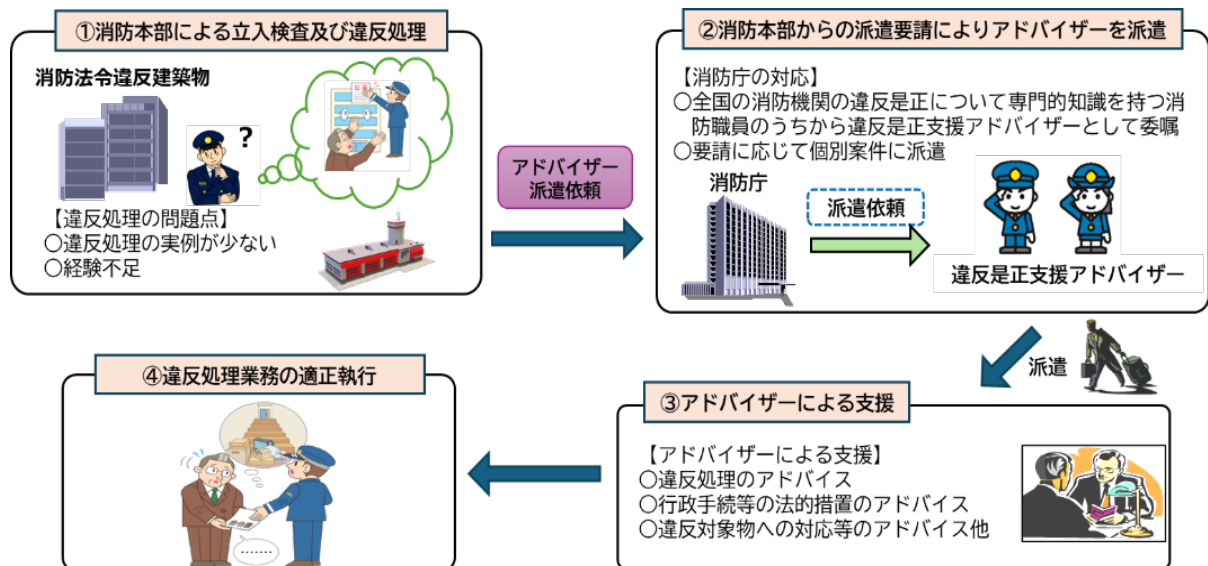 ①消防本部による立入検査及び違反処理
消防法令違反建築物
?
【違反処理の問題点】
○違反処理の実例が少ない
○経験不足
アドバイザー
派遣依頼
②消防本部からの派遣要請によりアドバイザーを派遣
【消防庁の対応】
○全国の消防機関の違反是正について専門的知識を持つ消
防職員のうちから違反是正支援アドバイザーとして委嘱
○要請に応じて個別案件に派遣
消防庁
派遣依頼
違反是正支援アドバイザー
派遣
③アドバイザーによる支援
【アドバイザーによる支援】
○違反処理のアドバイス
○行政手続等の法的措置のアドバイス
○違反対象物への対応等のアドバイス他
④違反処理業務の適正執行
.......